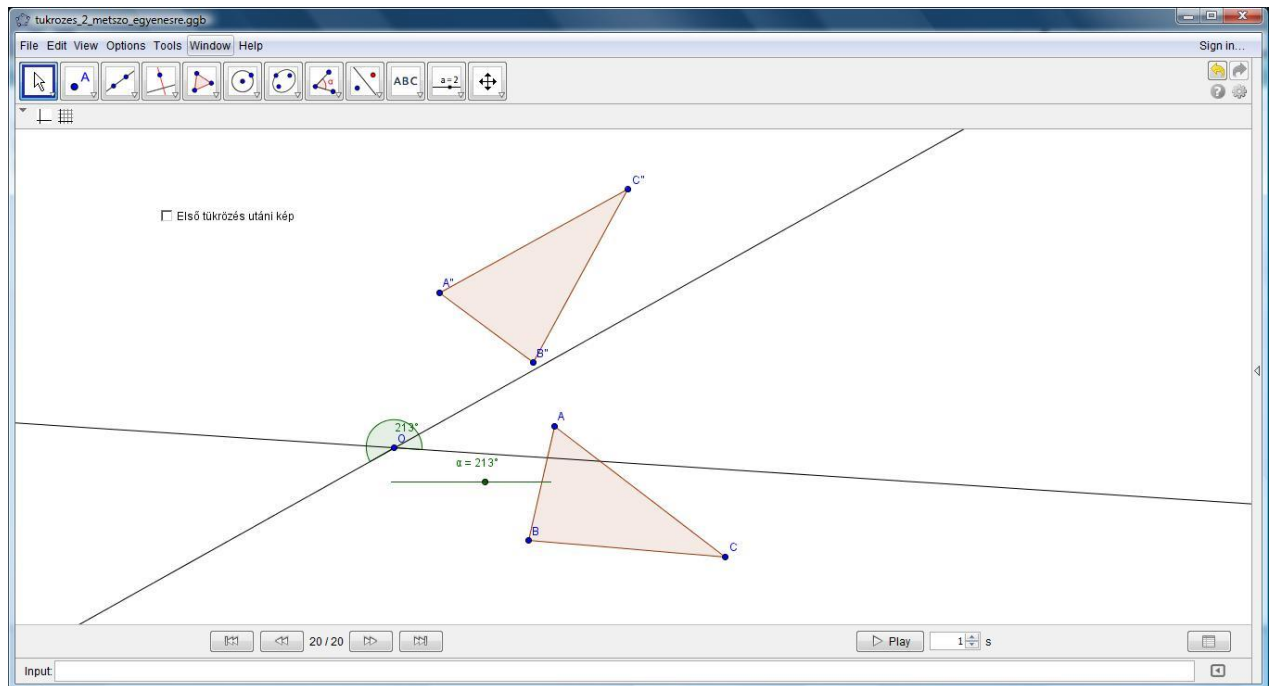 tukrozes_2_metszo_egyenesre.ggb
File Edit View Options Tools Window Help Sign in...
A α ABC a = 2
C"
Első tükrözés utáni kép
A"
B"
A
213°
O
α = 213°
B
C
20 / 20 Play 1 s
Input: